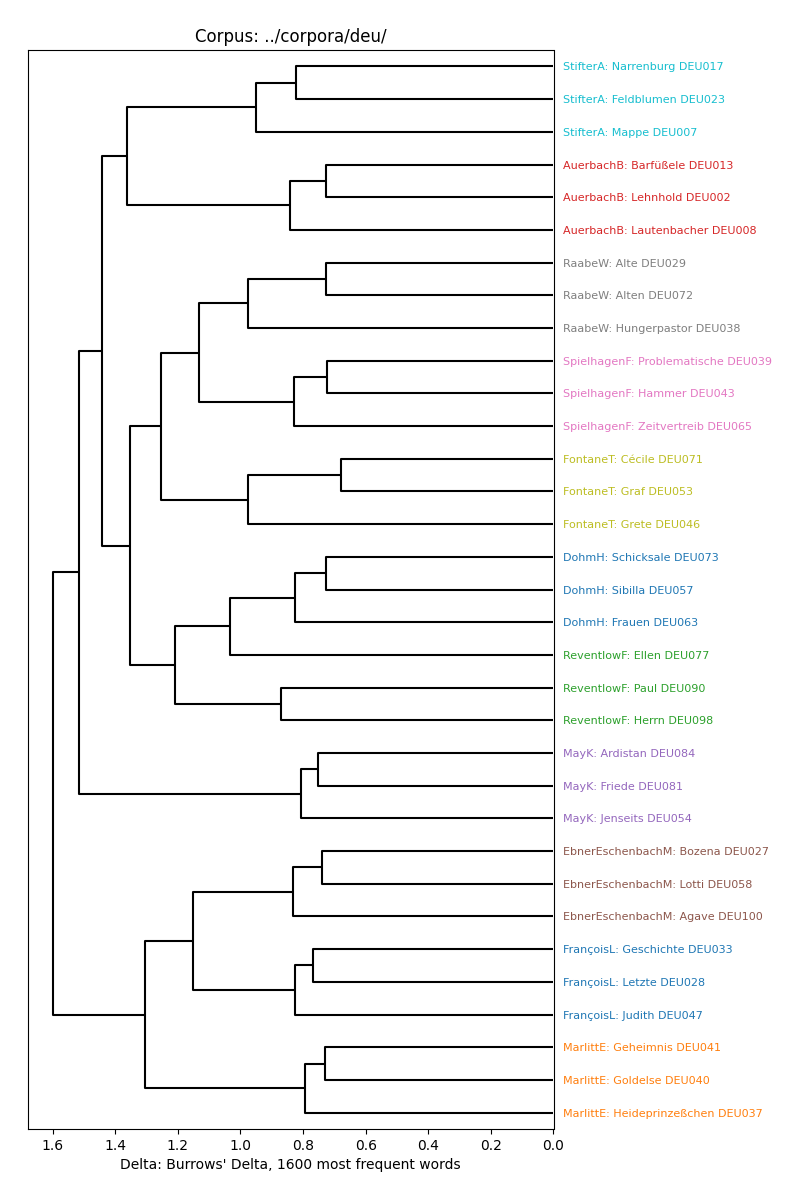 Corpus: ../corpora/deu/
StifterA: Narrenburg DEU017
StifterA: Feldblumen DEU023
StifterA: Mappe DEU007
AuerbachB: Barfüßele DEU013
AuerbachB: Lehnhold DEU002
AuerbachB: Lautenbacher DEU008
RaabeW: Alte DEU029
RaabeW: Alten DEU072
RaabeW: Hungerpastor DEU038
SpielhagenF: Problematische DEU039
SpielhagenF: Hammer DEU043
SpielhagenF: Zeitvertreib DEU065
FontaneT: Cécile DEU071
FontaneT: Graf DEU053
FontaneT: Grete DEU046
DohmH: Schicksale DEU073
DohmH: Sibilla DEU057
DohmH: Frauen DEU063
ReventlowF: Ellen DEU077
ReventlowF: Paul DEU090
ReventlowF: Herrn DEU098
MayK: Ardistan DEU084
MayK: Friede DEU081
MayK: Jenseits DEU054
EbnerEschenbachM: Bozena DEU027
EbnerEschenbachM: Lotti DEU058
EbnerEschenbachM: Agave DEU100
FrançoisL: Geschichte DEU033
FrançoisL: Letzte DEU028
FrançoisL: Judith DEU047
MarlittE: Geheimnis DEU041
MarlittE: Goldelse DEU040
MarlittE: Heideprinzeßchen DEU037
1.6 1.4 1.2 1.0 0.8 0.6 0.4 0.2 0.0
Delta: Burrows' Delta, 1600 most frequent words